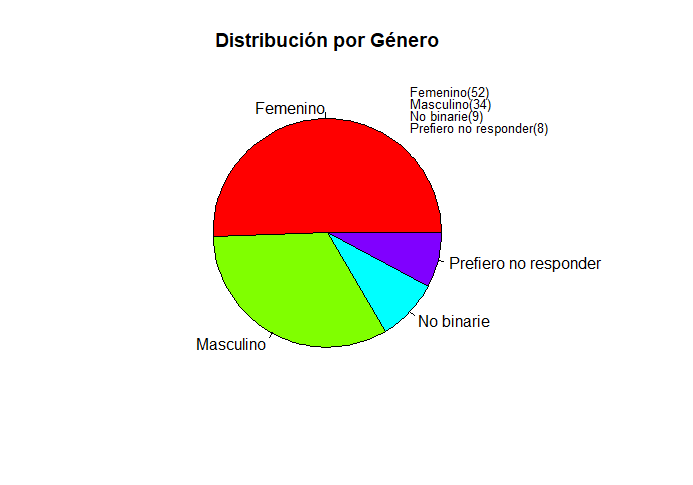 Distribución por Género
Femenino(52)
Masculino(34)
No binarie(9)
Prefiero no responder(8)
Femenino
Prefiero no responder
No binarie
Masculino